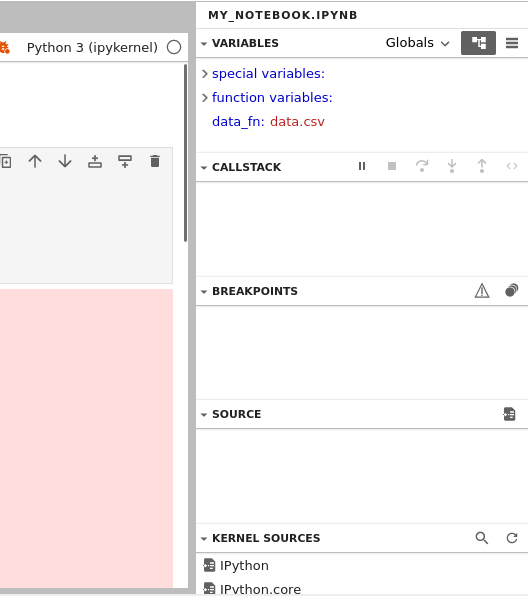 MY_NOTEBOOK.IPYNB
Python 3 (ipykernel)
VARIABLES
Globals
special variables:
function variables:
data_fn: data.csv
CALLSTACK
BREAKPOINTS
SOURCE
KERNEL SOURCES
IPython
IPython.core